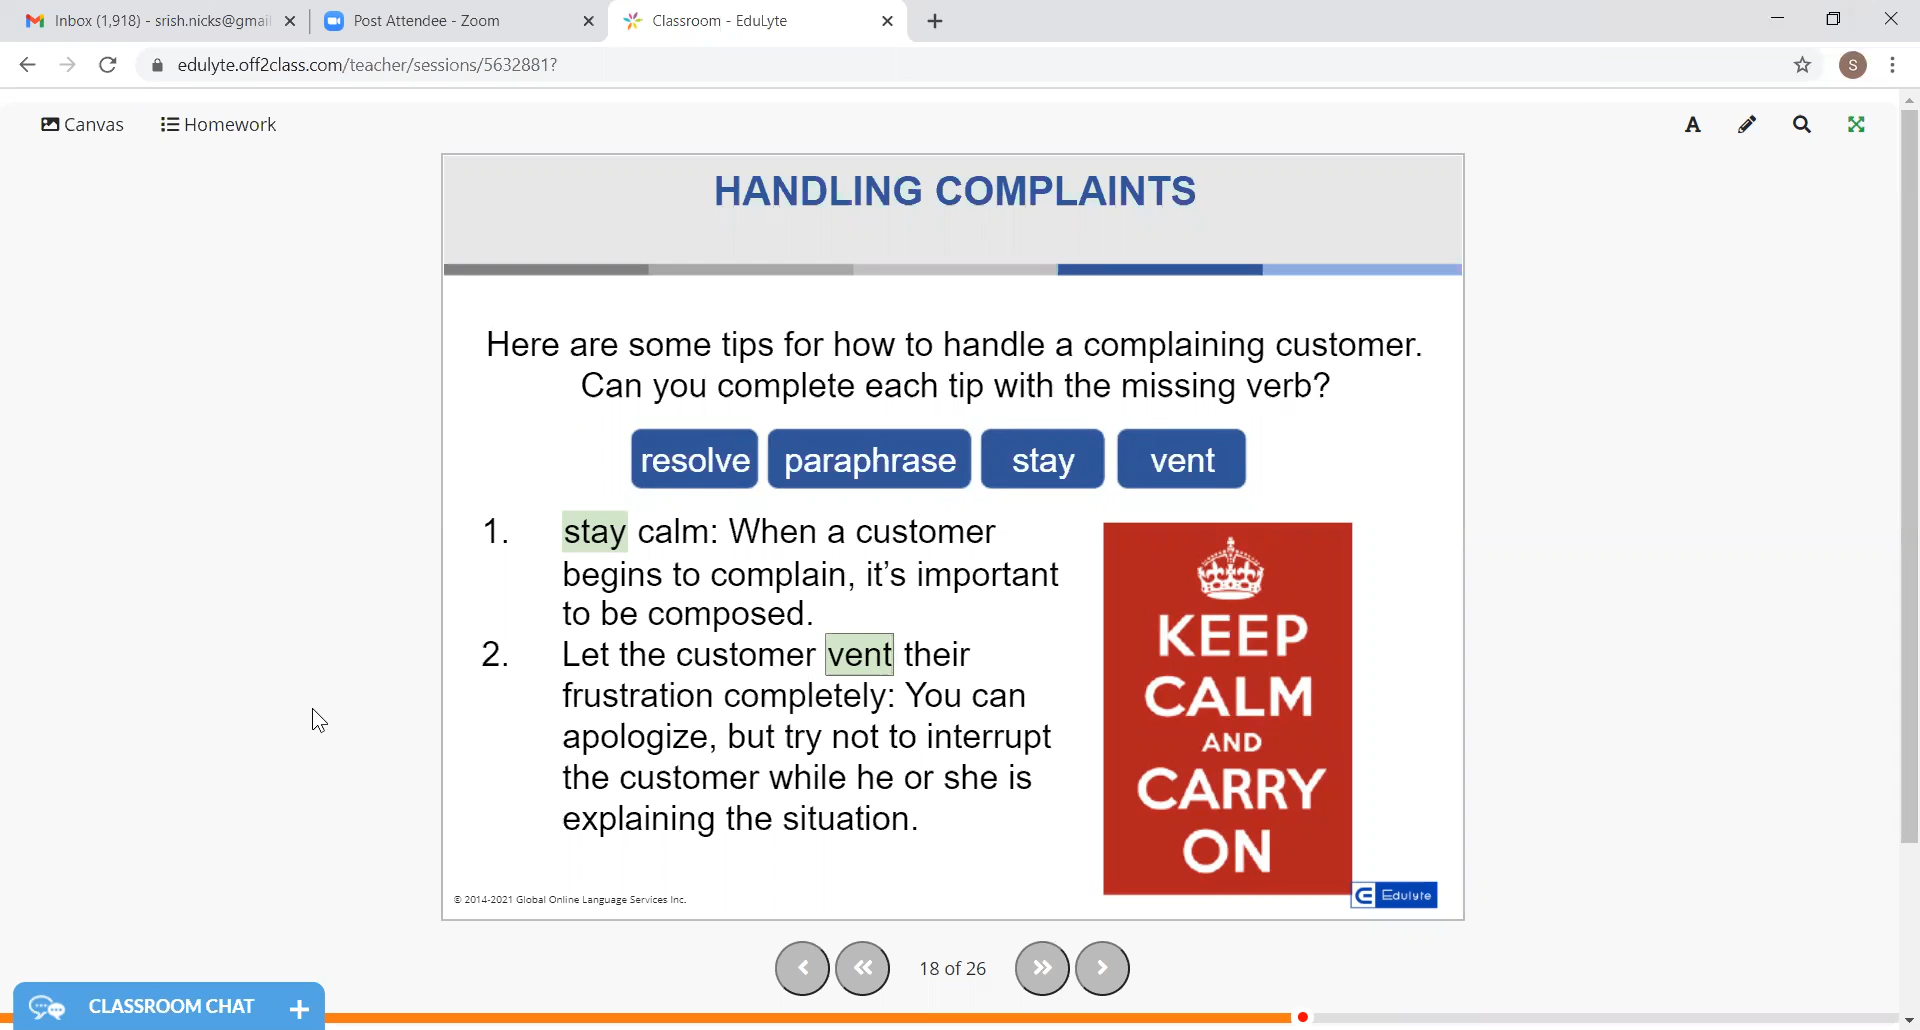 Inbox (1,918) - srish.nicks@gmai
Post Attendee - Zoom
Classroom - EduLyte
edulyte.off2class.com/teacher/sessions/5632881?
S
Canvas
Homework
A
HANDLING COMPLAINTS
Here are some tips for how to handle a complaining customer.
Can you complete each tip with the missing verb?
resolve
paraphrase
stay
vent
1. stay calm: When a customer
begins to complain, it’s important
to be composed.
2. Let the customer vent their
frustration completely: You can
apologize, but try not to interrupt
the customer while he or she is
explaining the situation.
KEEP
CALM
AND
CARRY
ON
© 2014-2021 Global Online Language Services Inc.
Edulyte
18 of 26
CLASSROOM CHAT +